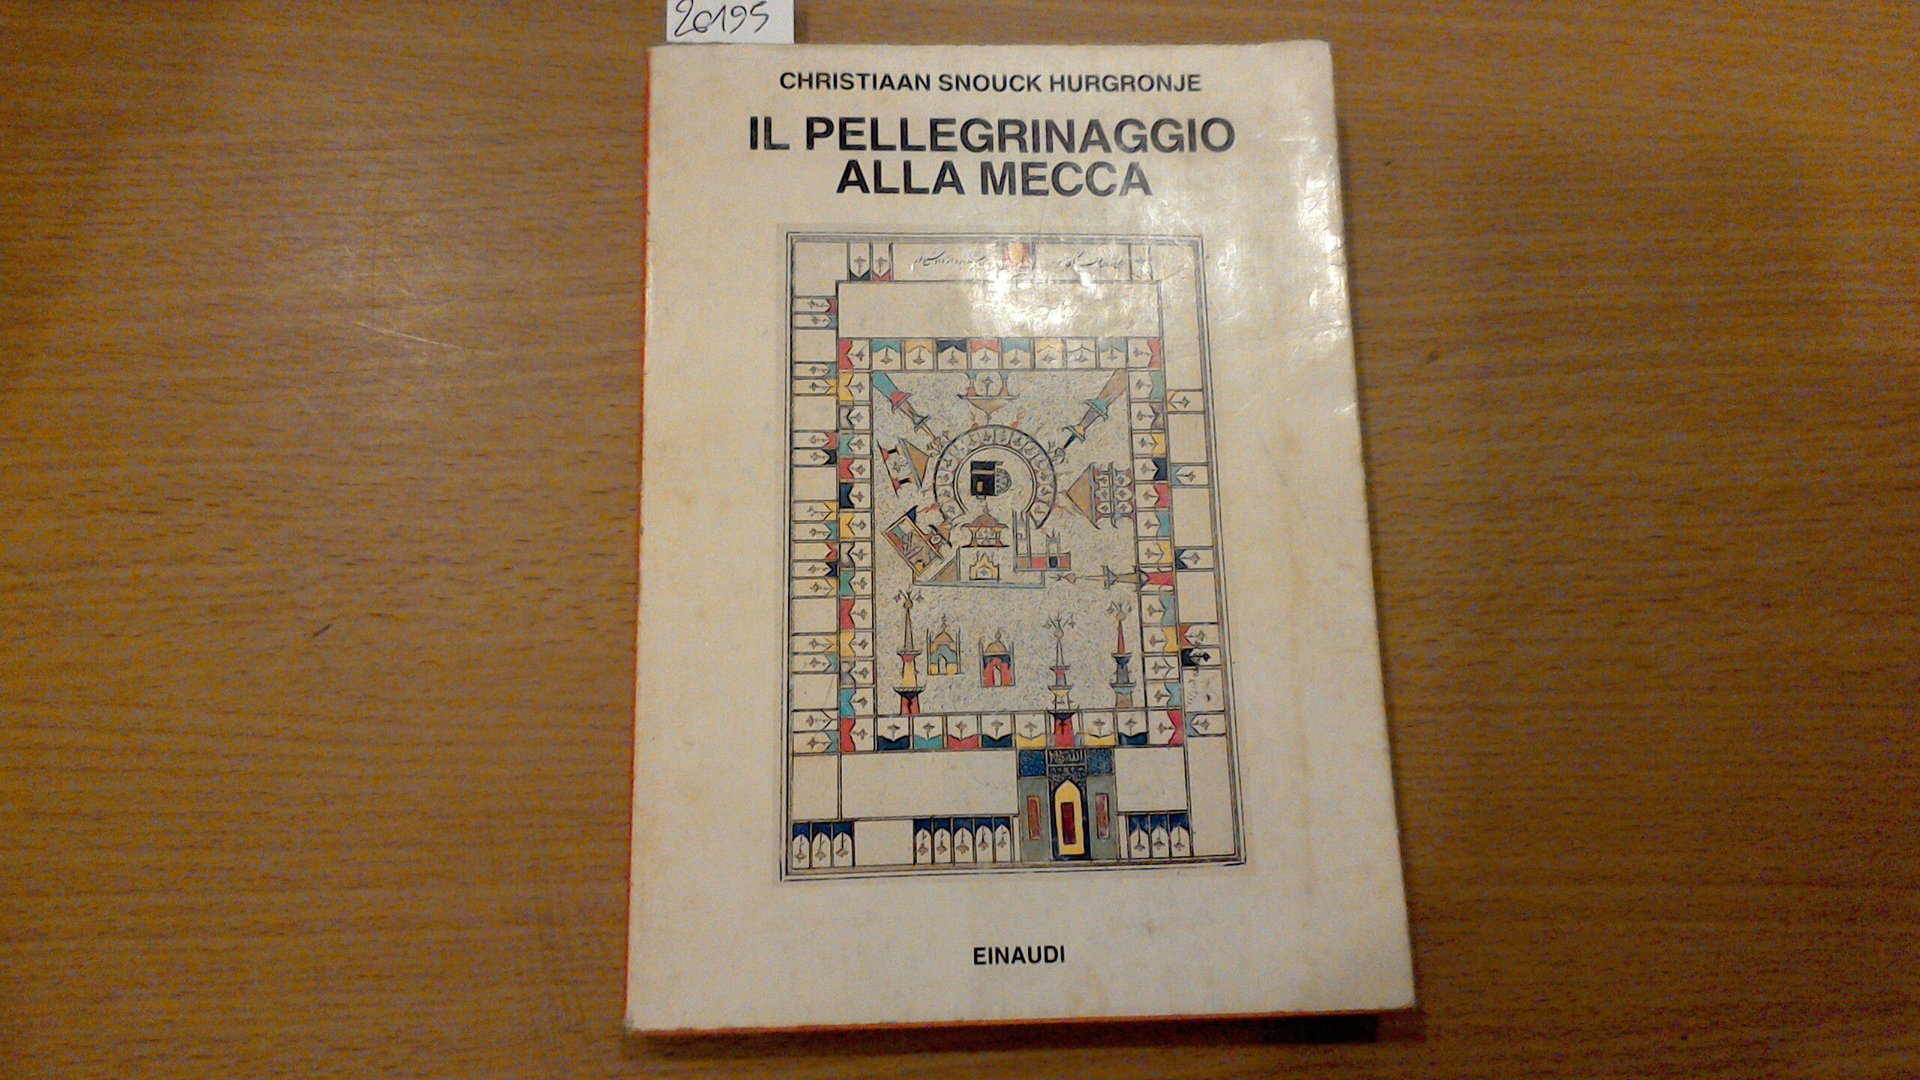 26195
CHRISTIAAN SNOUCK HURGRONJE
IL PELLEGRINAGGIO
ALLA MECCA
EINAUDI